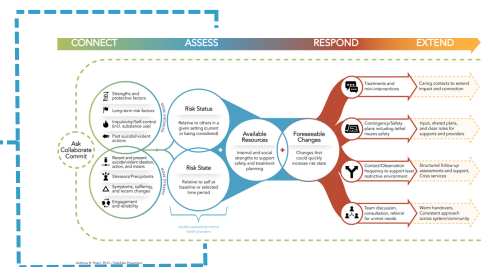 CONNECT
ASSESS
RESPOND
EXTEND
Ask
Collaborate
Commit
Strengths and
protective factors
Long-term risk factors
Impulsivity/Self-control
(incl. substance use)
Past suicidal/violent
actions
Recent and present
suicide/violent ideation,
action, and means
Stressors/Precipitants
Symptoms, suffering,
and recent changes
Engagement
and reliability
Risk Status
Relative to others in a
given setting (current
or being considered)
Risk State
Relative to self at
baseline or selected
time period
Available
Resources
Internal and social
strengths to support
safety and treatment
planning
Foreseeable
Changes
Changes that
could quickly
increase risk state
Treatments and
mini-interventions
Contingency/Safety
plans including lethal
means safety
Contact/Observation
frequency to support least
restrictive environment
Team discussion,
consultation, referral
for unmet needs
Caring contacts to extend
impact and connection
Input, shared plans,
and clear roles for
supports and providers
Structured follow-up
assessments and support,
Crisis services
Warm handovers,
Consistent approach
across system/community